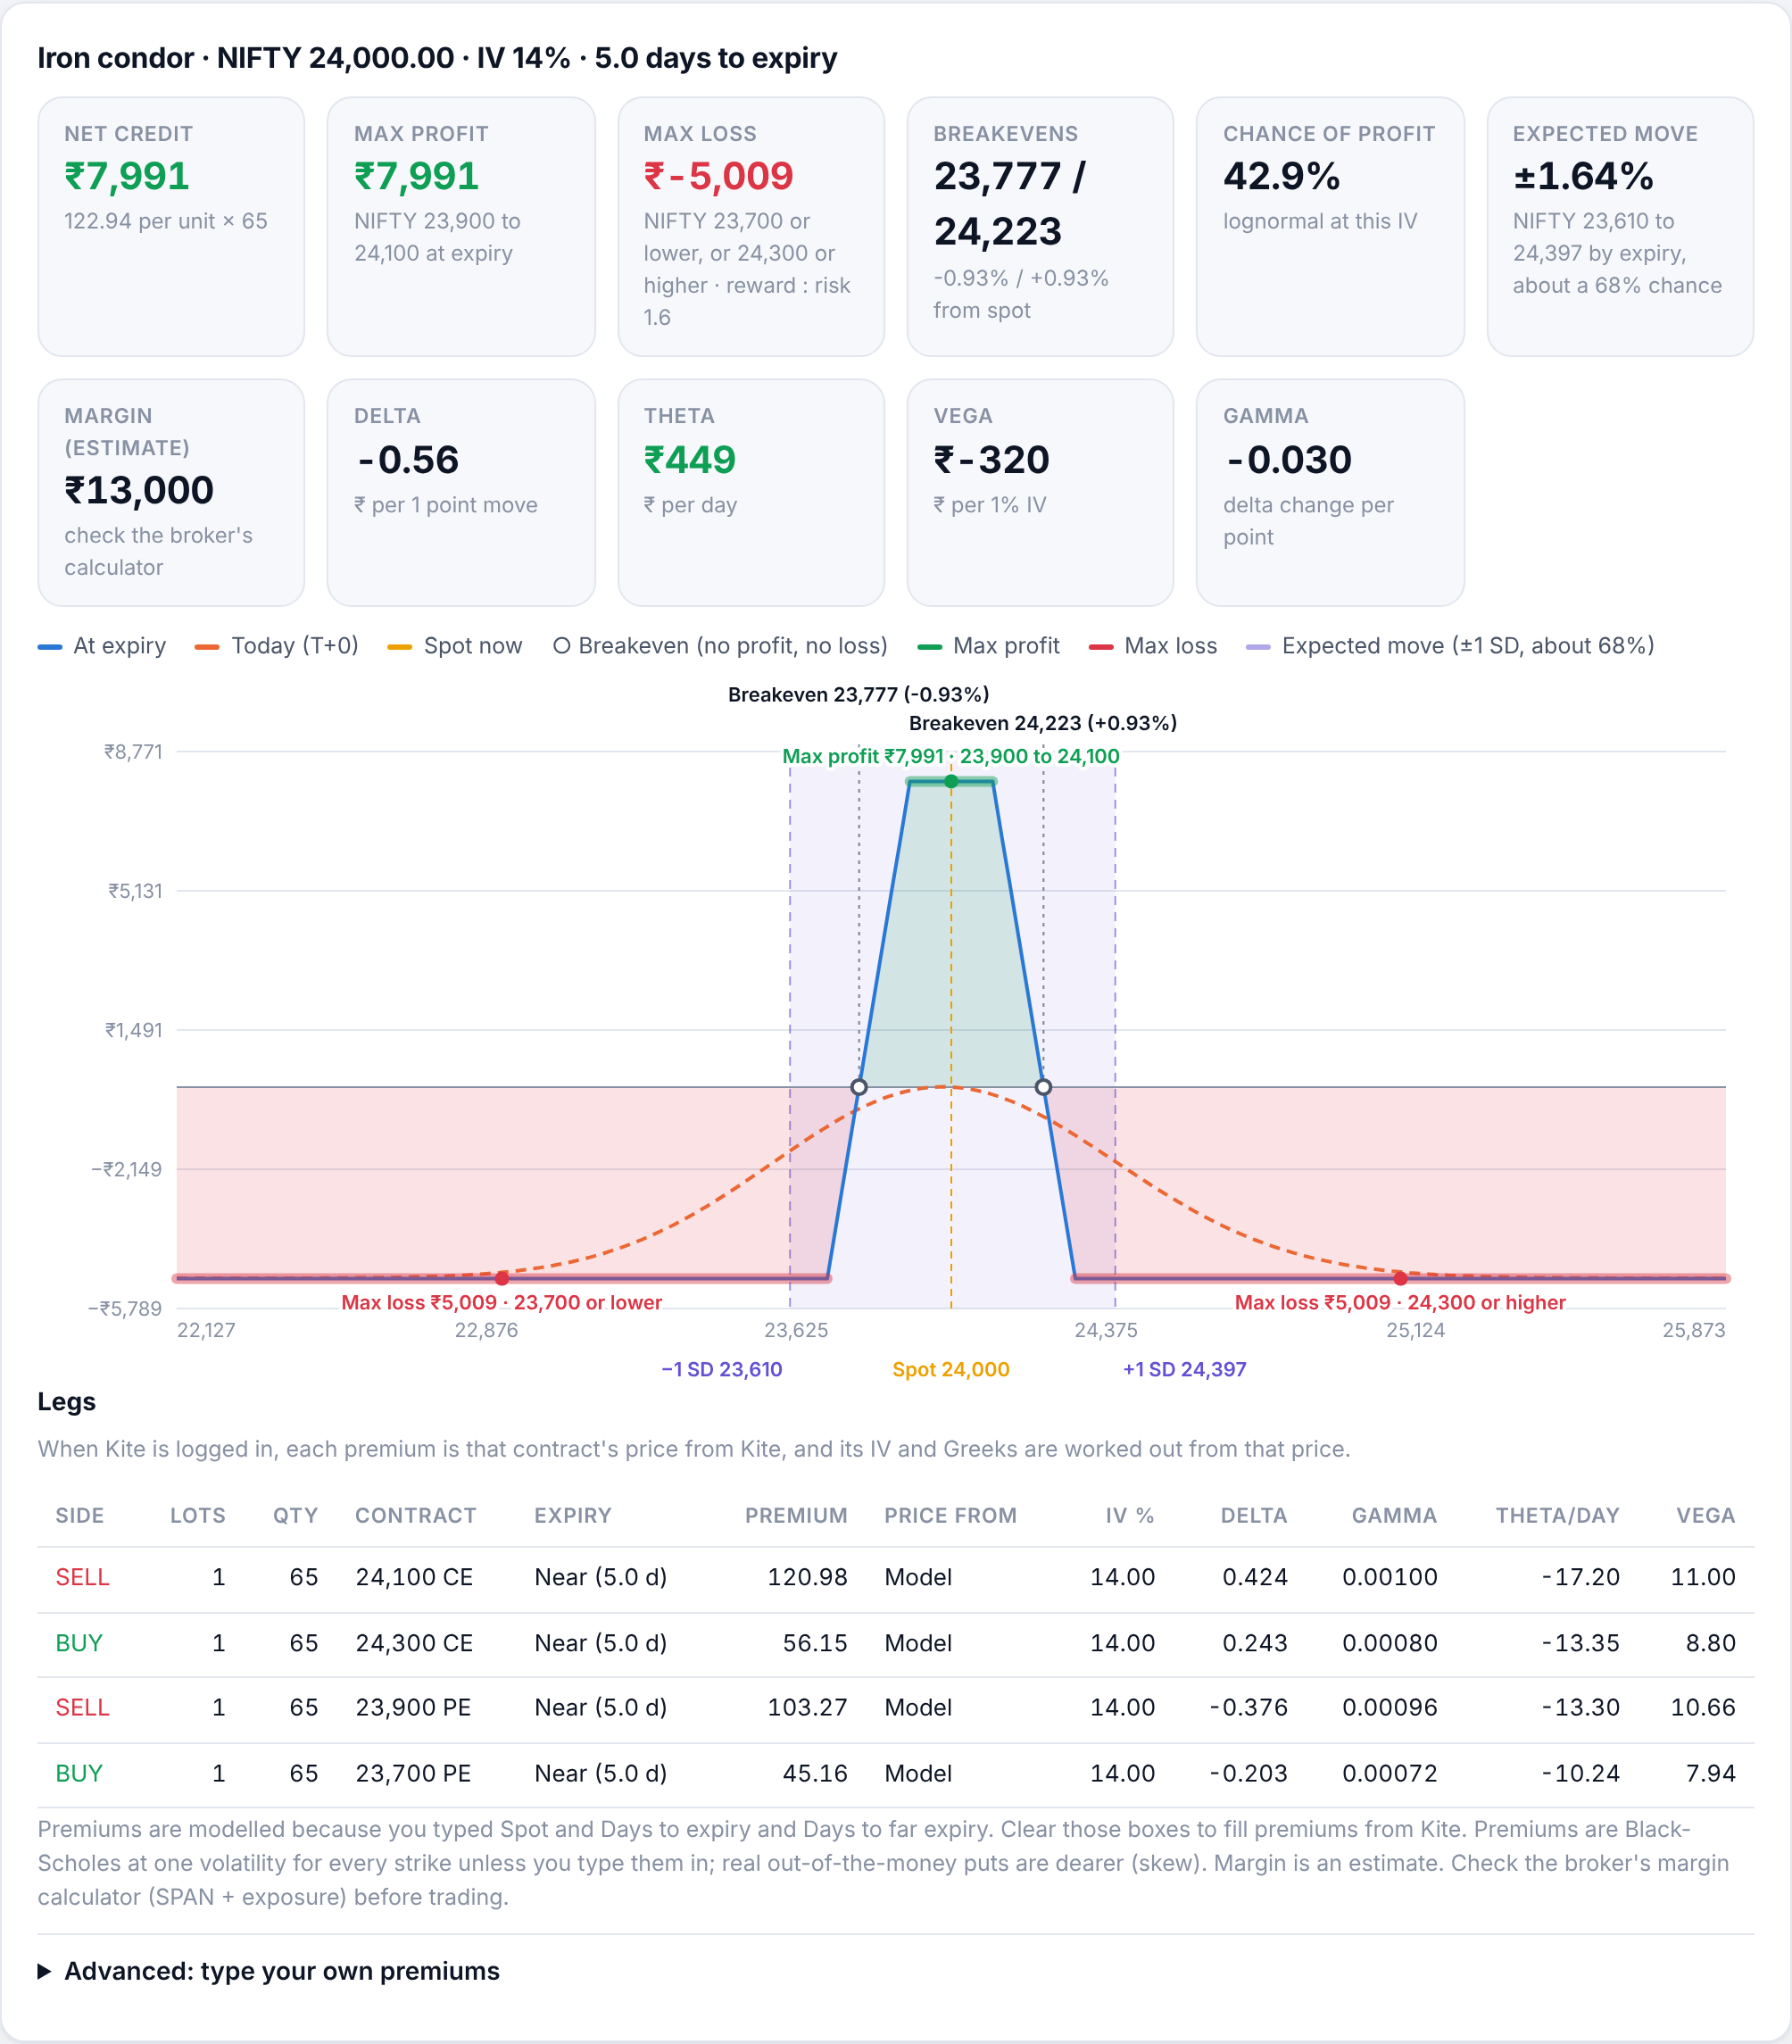 Iron condor · NIFTY 24,000.00 · IV 14% · 5.0 days to expiry
NET CREDIT
₹7,991
122.94 per unit × 65
MAX PROFIT
₹7,991
NIFTY 23,900 to
24,100 at expiry
MAX LOSS
₹-5,009
NIFTY 23,700 or
lower, or 24,300 or
higher · reward : risk
1.6
BREAKEVENS
23,777 /
24,223
-0.93% / +0.93%
from spot
CHANCE OF PROFIT
42.9%
lognormal at this IV
EXPECTED MOVE
±1.64%
NIFTY 23,610 to
24,397 by expiry,
about a 68% chance
MARGIN
(ESTIMATE)
₹13,000
check the broker's
calculator
DELTA
-0.56
₹ per 1 point move
THETA
₹449
₹ per day
VEGA
₹-320
₹ per 1% IV
GAMMA
-0.030
delta change per
point
At expiry Today (T+0) Spot now Breakeven (no profit, no loss) Max profit Max loss Expected move (±1 SD, about 68%)
Breakeven 23,777 (-0.93%)
Breakeven 24,223 (+0.93%)
Max profit ₹7,991 · 23,900 to 24,100
₹8,771
₹5,131
₹1,491
−₹2,149
−₹5,789
Max loss ₹5,009 · 23,700 or lower
Max loss ₹5,009 · 24,300 or higher
22,127 22,876 23,625 24,375 25,124 25,873
−1 SD 23,610 Spot 24,000 +1 SD 24,397
Legs
When Kite is logged in, each premium is that contract's price from Kite, and its IV and Greeks are worked out from that price.
SIDE LOTS QTY CONTRACT EXPIRY PREMIUM PRICE FROM IV % DELTA GAMMA THETA/DAY VEGA
SELL 1 65 24,100 CE Near (5.0 d) 120.98 Model 14.00 0.424 0.00100 -17.20 11.00
BUY 1 65 24,300 CE Near (5.0 d) 56.15 Model 14.00 0.243 0.00080 -13.35 8.80
SELL 1 65 23,900 PE Near (5.0 d) 103.27 Model 14.00 -0.376 0.00096 -13.30 10.66
BUY 1 65 23,700 PE Near (5.0 d) 45.16 Model 14.00 -0.203 0.00072 -10.24 7.94
Premiums are modelled because you typed Spot and Days to expiry and Days to far expiry. Clear those boxes to fill premiums from Kite. Premiums are Black-
Scholes at one volatility for every strike unless you type them in; real out-of-the-money puts are dearer (skew). Margin is an estimate. Check the broker's margin
calculator (SPAN + exposure) before trading.
Advanced: type your own premiums